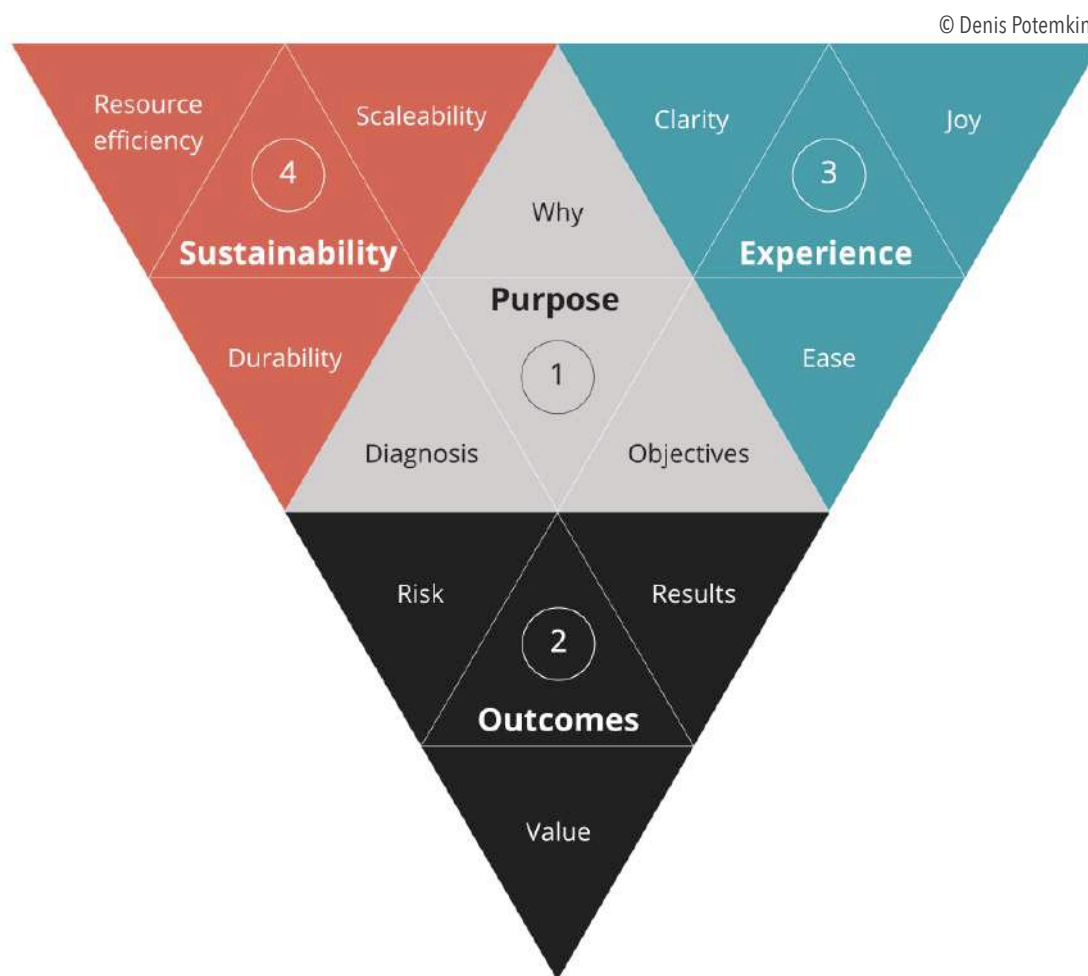 © Denis Potemkin
Resource
efficiency
Scaleability
4
Sustainability
Durability
Clarity
Joy
3
Experience
Ease
Why
Purpose
1
Diagnosis
Objectives
Risk
Results
2
Outcomes
Value